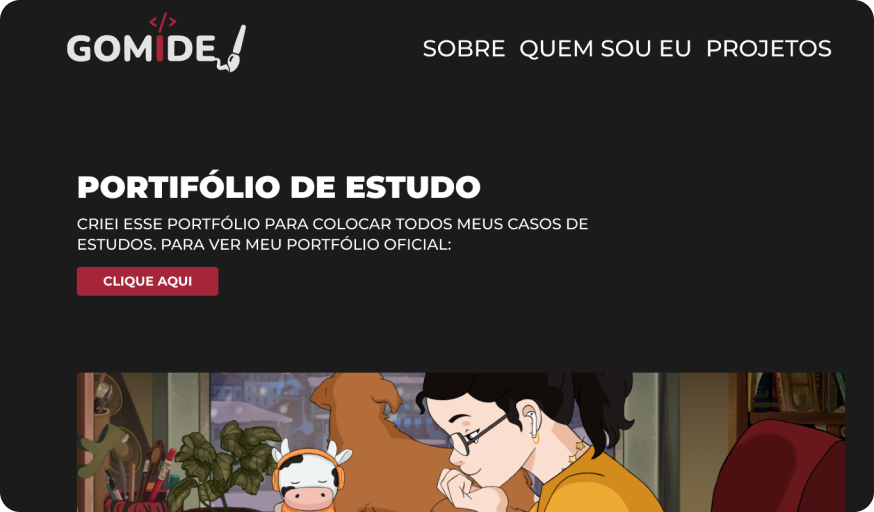 </>
GOMIDE
SOBRE QUEM SOU EU PROJETOS
PORTIFÓLIO DE ESTUDO
CRIEI ESSE PORTFÓLIO PARA COLOCAR TODOS MEUS CASOS DE
ESTUDOS. PARA VER MEU PORTFÓLIO OFICIAL:
CLIQUE AQUI